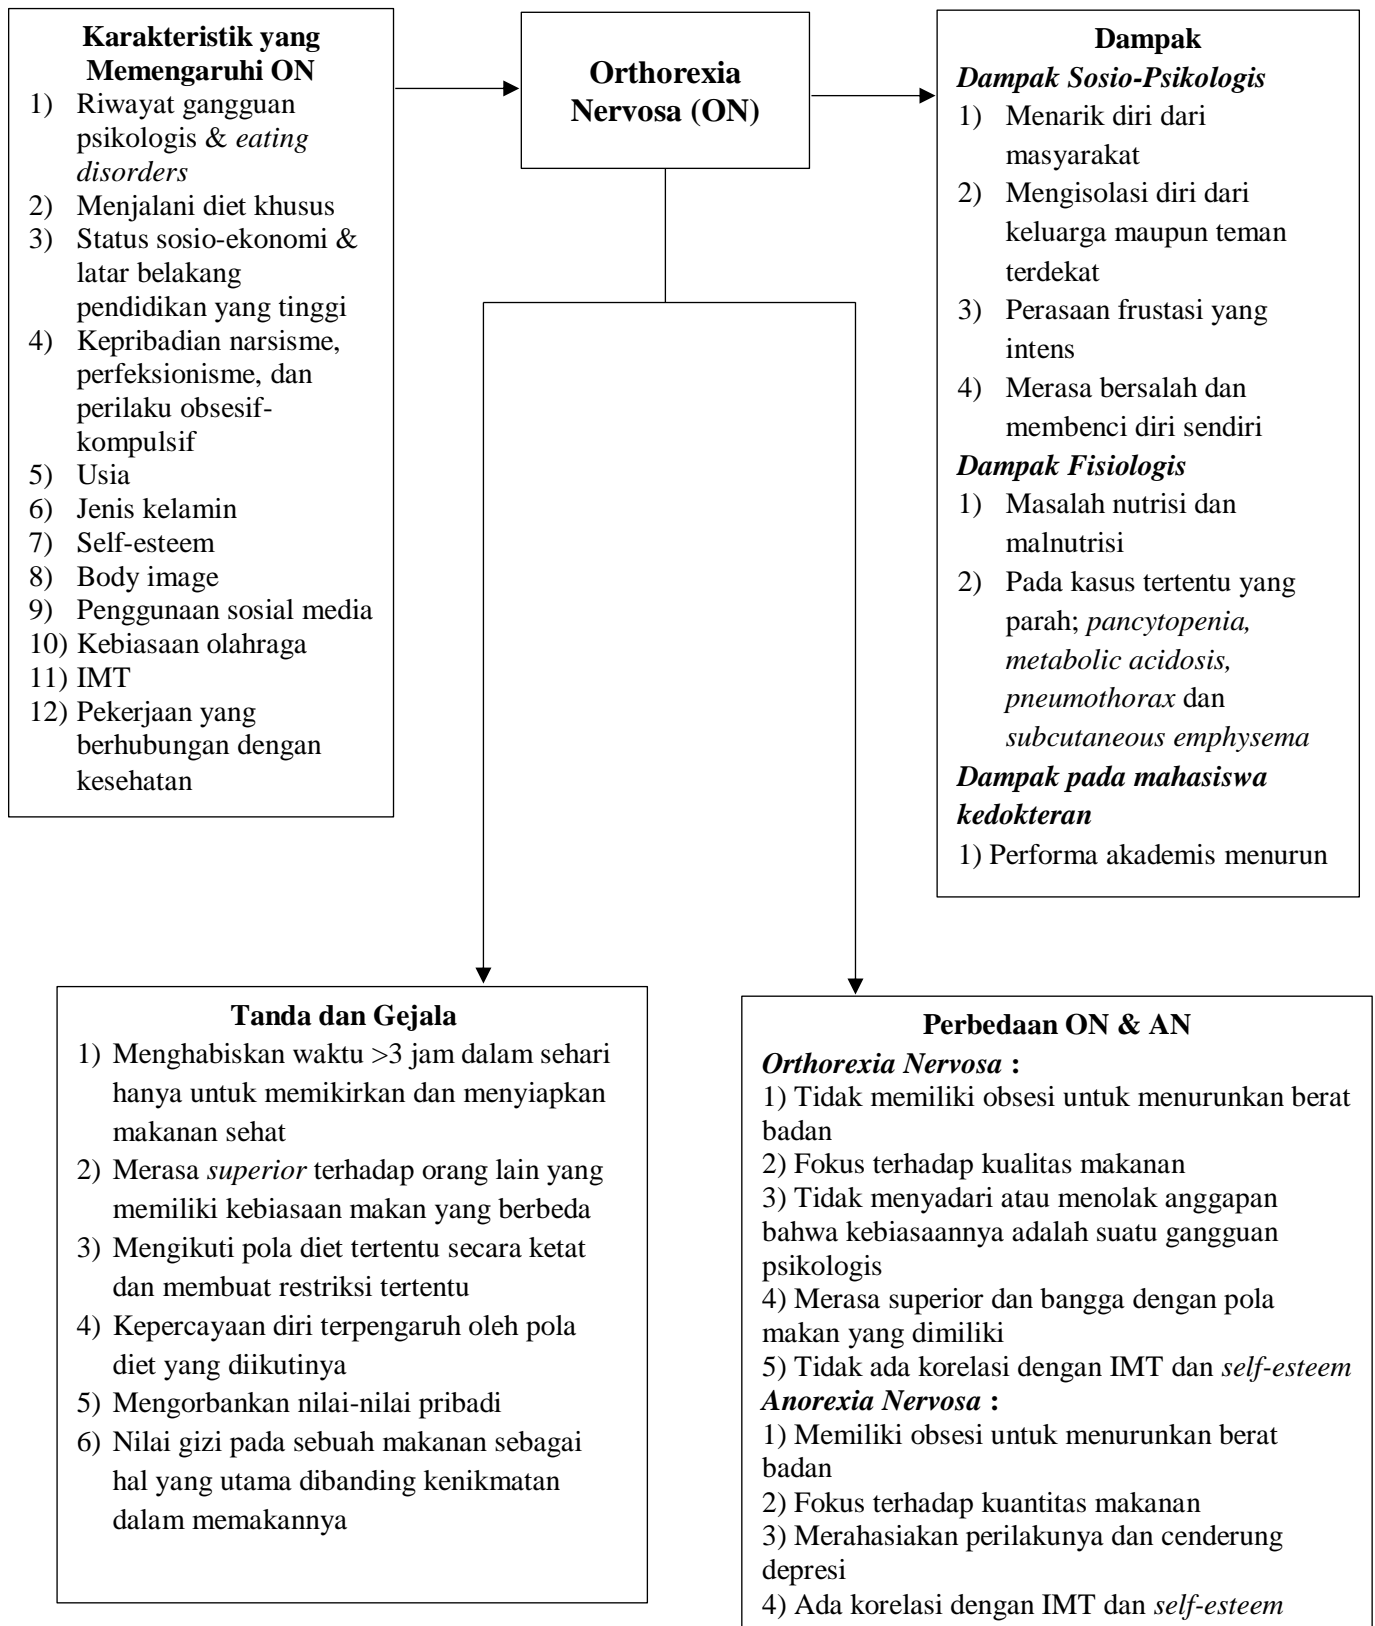 Karakteristik yang
Memengaruhi ON
1) Riwayat gangguan
psikologis & eating
disorders
2) Menjalani diet khusus
3) Status sosio-ekonomi &
latar belakang
pendidikan yang tinggi
4) Kepribadian narsisme,
perfeksionisme, dan
perilaku obsesif-
kompulsif
5) Usia
6) Jenis kelamin
7) Self-esteem
8) Body image
9) Penggunaan sosial media
10) Kebiasaan olahraga
11) IMT
12) Pekerjaan yang
berhubungan dengan
kesehatan
Orthorexia
Nervosa (ON)
Dampak
Dampak Sosio-Psikologis
1) Menarik diri dari
masyarakat
2) Mengisolasi diri dari
keluarga maupun teman
terdekat
3) Perasaan frustasi yang
intens
4) Merasa bersalah dan
membenci diri sendiri
Dampak Fisiologis
1) Masalah nutrisi dan
malnutrisi
2) Pada kasus tertentu yang
parah; pancytopenia,
metabolic acidosis,
pneumothorax dan
subcutaneous emphysema
Dampak pada mahasiswa
kedokteran
1) Performa akademis menurun
Tanda dan Gejala
1) Menghabiskan waktu >3 jam dalam sehari
hanya untuk memikirkan dan menyiapkan
makanan sehat
2) Merasa superior terhadap orang lain yang
memiliki kebiasaan makan yang berbeda
3) Mengikuti pola diet tertentu secara ketat
dan membuat restriksi tertentu
4) Kepercayaan diri terpengaruh oleh pola
diet yang diikutinya
5) Mengorbankan nilai-nilai pribadi
6) Nilai gizi pada sebuah makanan sebagai
hal yang utama dibanding kenikmatan
dalam memakannya
Perbedaan ON & AN
Orthorexia Nervosa :
1) Tidak memiliki obsesi untuk menurunkan berat
badan
2) Fokus terhadap kualitas makanan
3) Tidak menyadari atau menolak anggapan
bahwa kebiasaannya adalah suatu gangguan
psikologis
4) Merasa superior dan bangga dengan pola
makan yang dimiliki
5) Tidak ada korelasi dengan IMT dan self-esteem
Anorexia Nervosa :
1) Memiliki obsesi untuk menurunkan berat
badan
2) Fokus terhadap kuantitas makanan
3) Merahasiakan perilakunya dan cenderung
depresi
4) Ada korelasi dengan IMT dan self-esteem